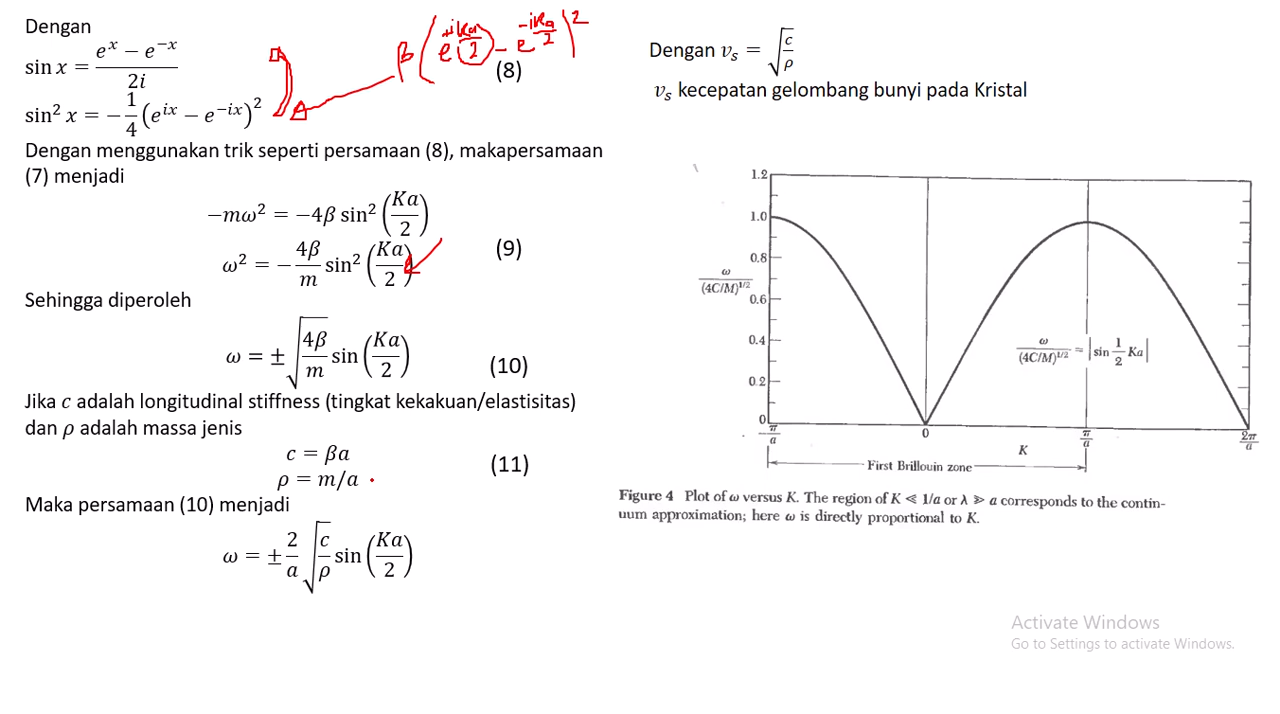 Dengan
sin x = (e^x − e^−x)/2i
sin² x = −1/4 (e^ix − e^−ix)²
β(e^+iKa/2 − e^−iKa/2)²
(8)
Dengan menggunakan trik seperti persamaan (8), makapersamaan
(7) menjadi
−mω² = −4β sin² (Ka/2)
ω² = −4β/m sin² (Ka/2)
(9)
Sehingga diperoleh
ω = ± √(4β/m) sin (Ka/2)
(10)
Jika c adalah longitudinal stiffness (tingkat kekakuan/elastisitas)
dan ρ adalah massa jenis
c = βa
ρ = m/a
(11)
Maka persamaan (10) menjadi
ω = ± 2/a √(c/ρ) sin (Ka/2)
Dengan v_s = √(c/ρ)
v_s kecepatan gelombang bunyi pada Kristal
1.2
1.0
0.8
ω/(4C/M)^1/2
0.6
0.4
ω/(4C/M)^1/2 = |sin 1/2 Ka|
0.2
0
−π/a 0 π/a 2π/a
K
First Brillouin zone
Figure 4 Plot of ω versus K. The region of K ≪ 1/a or λ ≫ a corresponds to the contin-
uum approximation; here ω is directly proportional to K.
Activate Windows
Go to Settings to activate Windows.